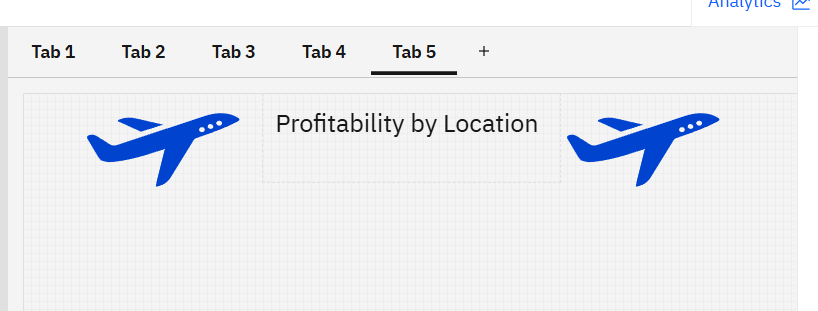 Analytics
Tab 1 Tab 2 Tab 3 Tab 4 Tab 5 +
Profitability by Location